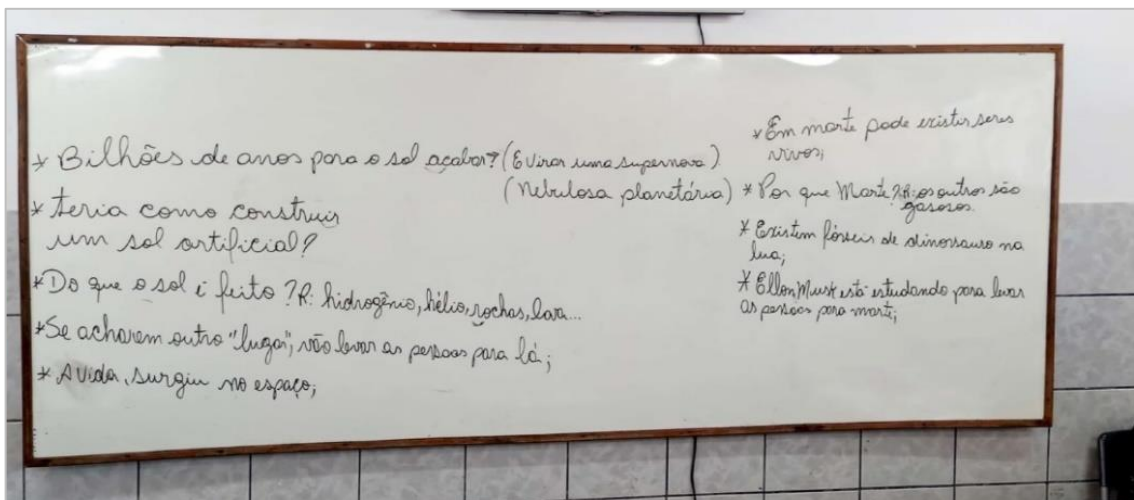 * Bilhões de anos para o sol acabar? (E virar uma supernova)
(Nebulosa planetária)
* teria como construir
um sol artificial?
* Do que o sol é feito? R: hidrogênio, hélio, rochas, lava...
* Se acharem outro "lugar", vão levar as pessoas para lá;
* A vida, surgiu no espaço;
* Em marte pode existir seres
vivos;
* Por que Marte? R: os outros são
gasosos.
* Existem fósseis de dinossauro na
lua;
* Ellon Musk está estudando para levar
as pessoas para marte;